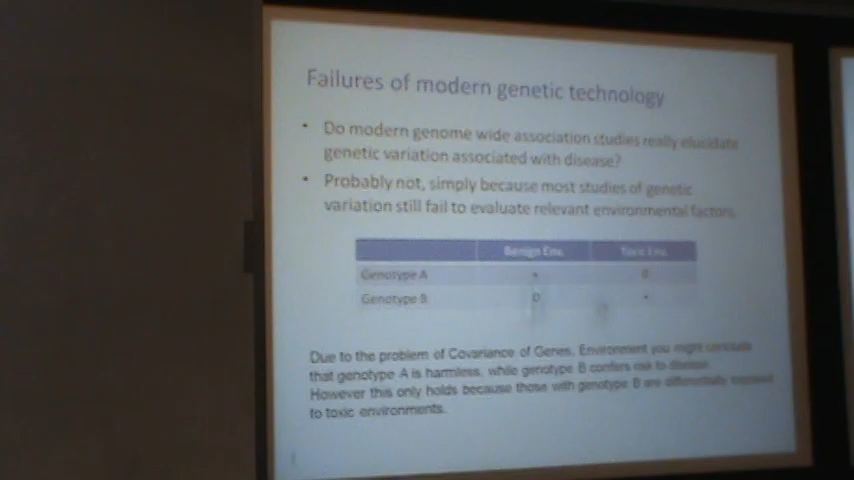 Failures of modern genetic technology
• Do modern genome wide association studies really elucidate
genetic variation associated with disease?
• Probably not, simply because most studies of genetic
variation still fail to evaluate relevant environmental factors.
Benign Env. Toxic Env.
Genotype A + 0
Genotype B 0 +
Due to the problem of Covariance of Genes, Environment you might conclude
that genotype A is harmless, while genotype B confers risk to disease.
However this only holds because those with genotype B are differentially exposed
to toxic environments.